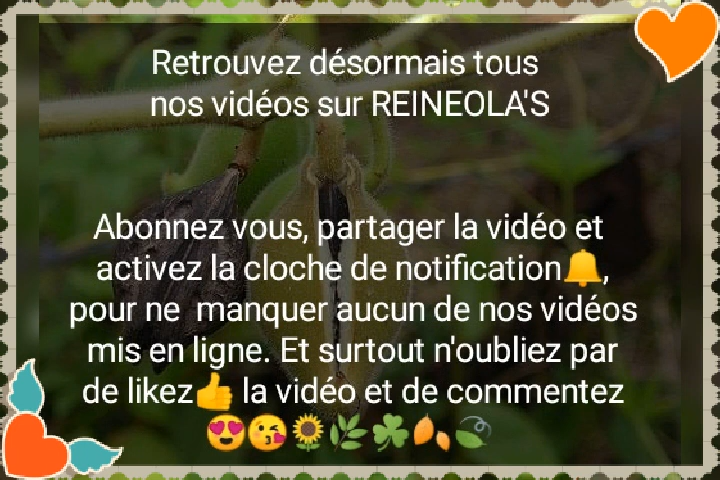 Retrouvez désormais tous
nos vidéos sur REINEOLA'S
Abonnez vous, partager la vidéo et
activez la cloche de notification🔔,
pour ne  manquer aucun de nos vidéos
mis en ligne. Et surtout n'oubliez par
de likez👍 la vidéo et de commentez
😍😘🌻🌿☘️🍂🍃